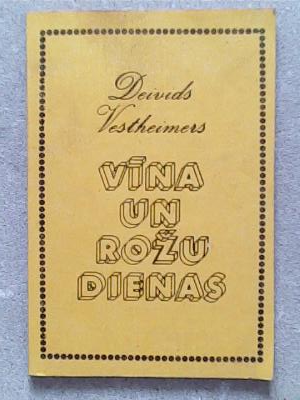 Deivids
Vestheimers
VĪNA
UN
ROŽU
DIENAS